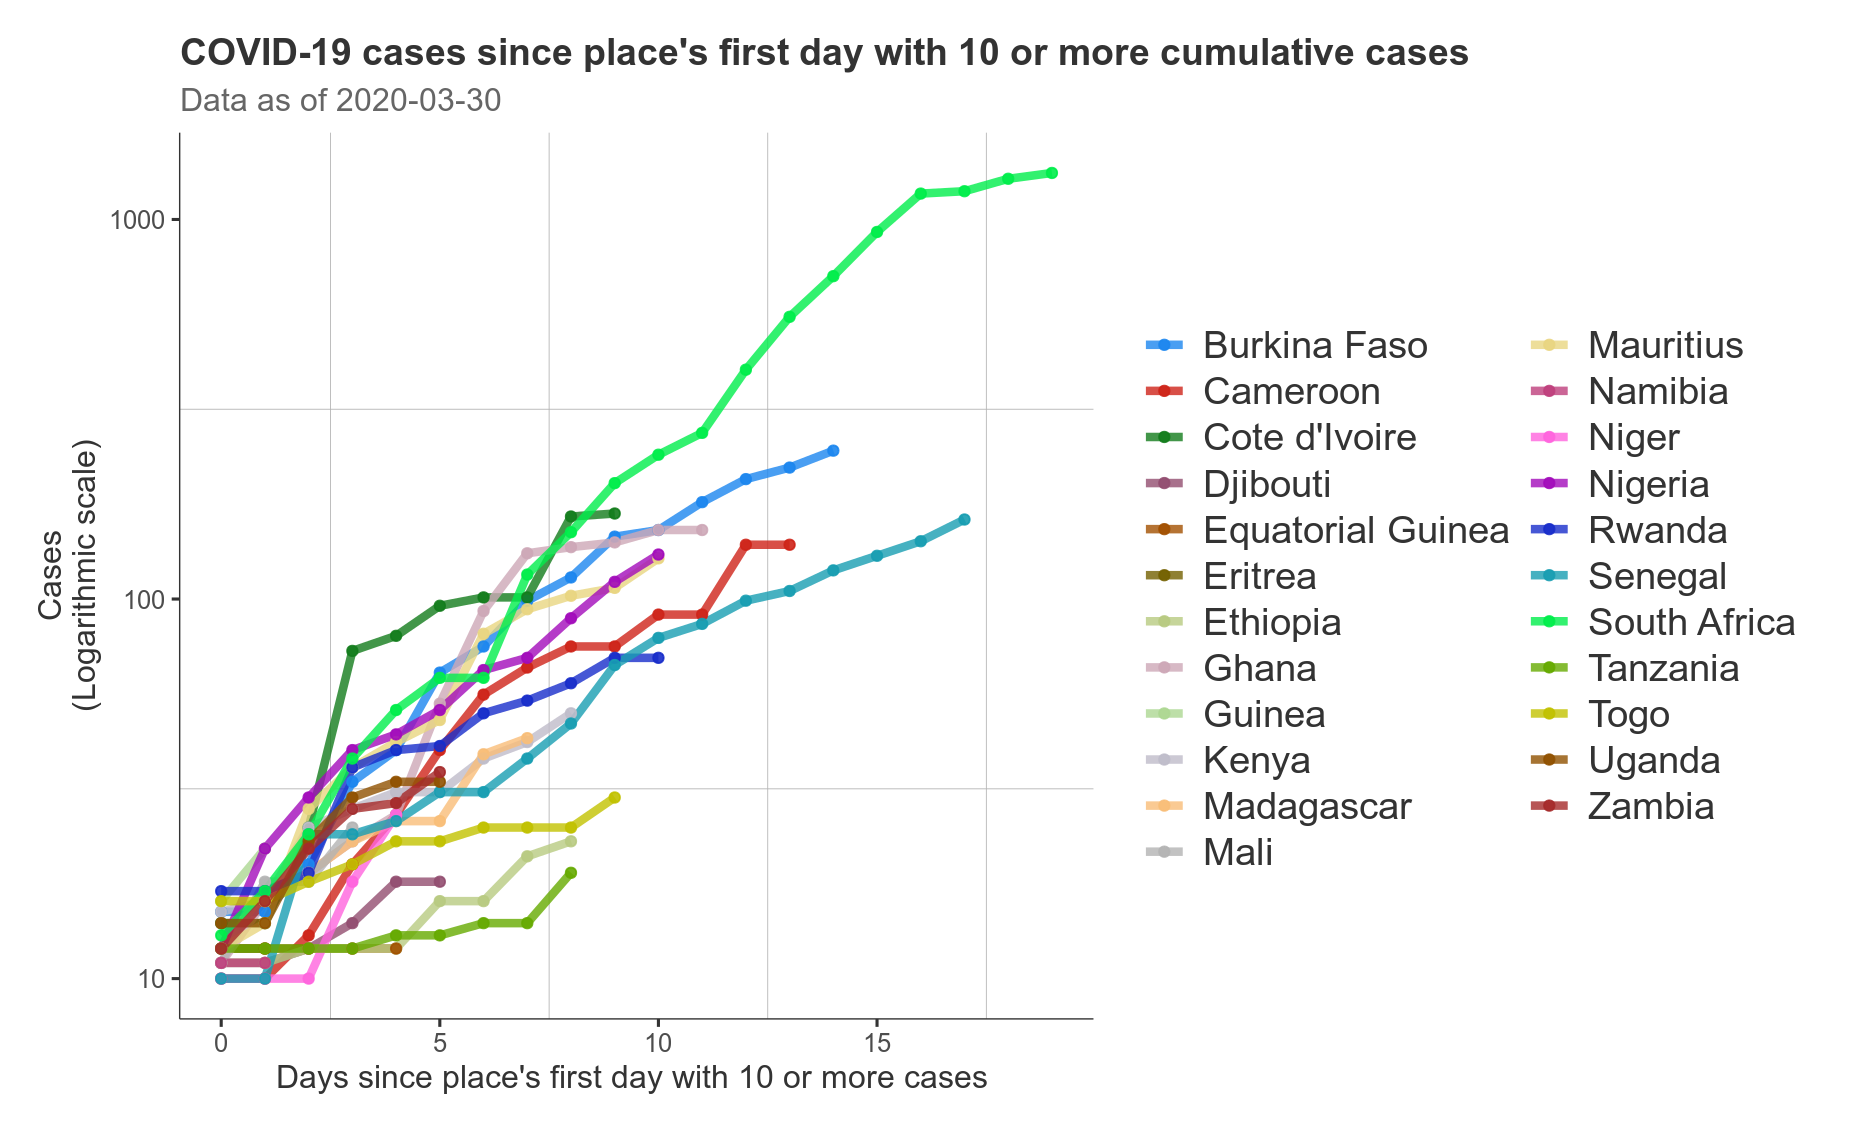 COVID-19 cases since place's first day with 10 or more cumulative cases
Data as of 2020-03-30
Cases
(Logarithmic scale)
1000
100
10
0
5
10
15
Days since place's first day with 10 or more cases
Burkina Faso
Cameroon
Cote d'Ivoire
Djibouti
Equatorial Guinea
Eritrea
Ethiopia
Ghana
Guinea
Kenya
Madagascar
Mali
Mauritius
Namibia
Niger
Nigeria
Rwanda
Senegal
South Africa
Tanzania
Togo
Uganda
Zambia